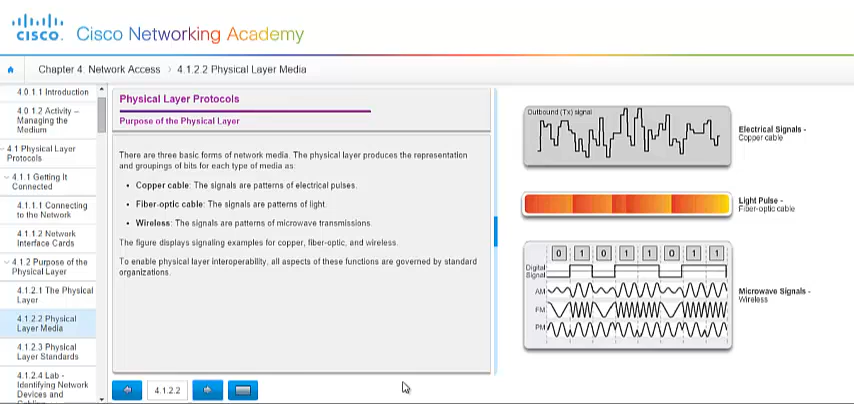 CISCO. Cisco Networking Academy
Chapter 4. Network Access > 4.1.2.2 Physical Layer Media
4.0.1.1 Introduction
4.0.1.2 Activity –
Managing the
Medium
4.1 Physical Layer
Protocols
4.1.1 Getting It
Connected
4.1.1.1 Connecting
to the Network
4.1.1.2 Network
Interface Cards
4.1.2 Purpose of the
Physical Layer
4.1.2.1 The Physical
Layer
4.1.2.2 Physical
Layer Media
4.1.2.3 Physical
Layer Standards
4.1.2.4 Lab -
Identifying Network
Devices and
Physical Layer Protocols
Purpose of the Physical Layer
There are three basic forms of network media. The physical layer produces the representation
and groupings of bits for each type of media as:
• Copper cable: The signals are patterns of electrical pulses.
• Fiber-optic cable: The signals are patterns of light.
• Wireless: The signals are patterns of microwave transmissions.
The figure displays signaling examples for copper, fiber-optic, and wireless.
To enable physical layer interoperability, all aspects of these functions are governed by standard
organizations.
4.1.2.2
Outbound (Tx) signal
Electrical Signals -
Copper cable
Light Pulse -
Fiber-optic cable
0 1 0 1 1 0 1 1
Digital
Signal
AM
FM
PM
Microwave Signals -
Wireless